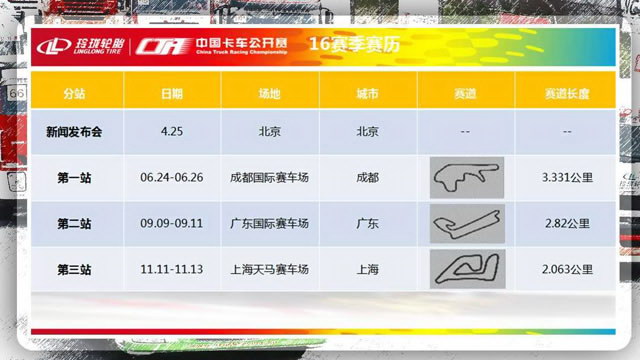 玲珑轮胎 中国卡车公开赛 16赛季赛历
LINGLONG TIRE China Truck Racing Championship
分站 日期 场地 城市 赛道 赛道长度
新闻发布会 4.25 北京 北京 -- --
第一站 06.24-06.26 成都国际赛车场 成都 3.331公里
第二站 09.09-09.11 广东国际赛车场 广东 2.82公里
第三站 11.11-11.13 上海天马赛车场 上海 2.063公里